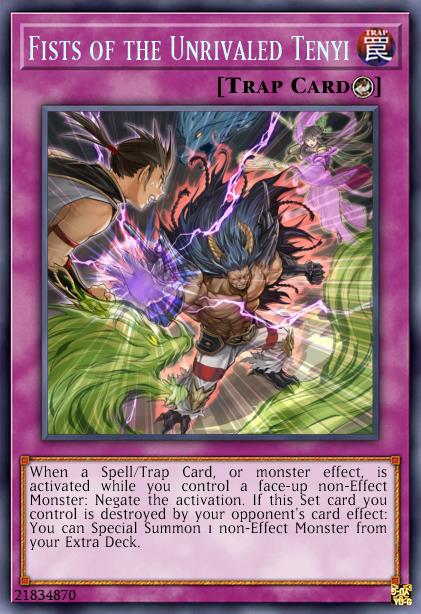 FISTS OF THE UNRIVALED TENYI
TRAP
罠
[TRAP CARD]
When a Spell/Trap Card, or monster effect, is
activated while you control a face-up non-Effect
Monster: Negate the activation. If this Set card you
control is destroyed by your opponent's card effect:
You can Special Summon 1 non-Effect Monster from
your Extra Deck.
21834870